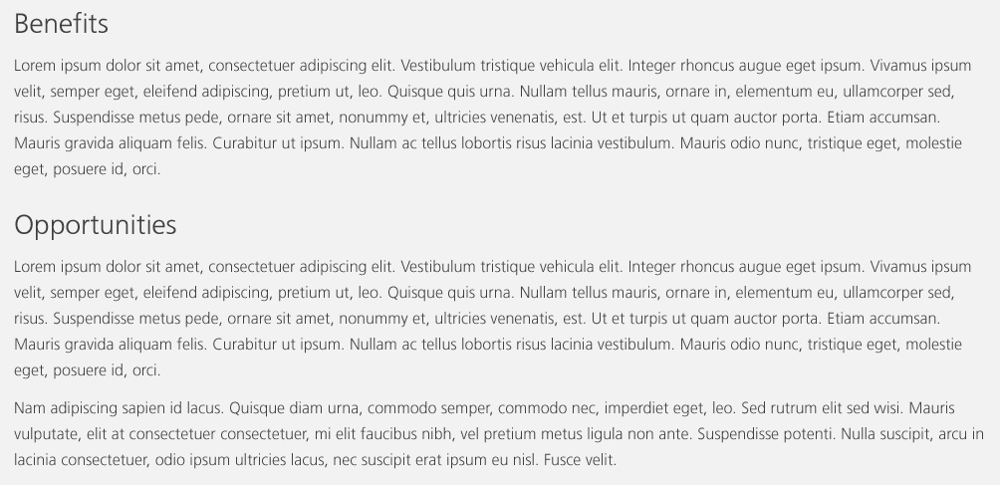 Benefits
Lorem ipsum dolor sit amet, consectetuer adipiscing elit. Vestibulum tristique vehicula elit. Integer rhoncus augue eget ipsum. Vivamus ipsum
velit, semper eget, eleifend adipiscing, pretium ut, leo. Quisque quis urna. Nullam tellus mauris, ornare in, elementum eu, ullamcorper sed,
risus. Suspendisse metus pede, ornare sit amet, nonummy et, ultricies venenatis, est. Ut et turpis ut quam auctor porta. Etiam accumsan.
Mauris gravida aliquam felis. Curabitur ut ipsum. Nullam ac tellus lobortis risus lacinia vestibulum. Mauris odio nunc, tristique eget, molestie
eget, posuere id, orci.
Opportunities
Lorem ipsum dolor sit amet, consectetuer adipiscing elit. Vestibulum tristique vehicula elit. Integer rhoncus augue eget ipsum. Vivamus ipsum
velit, semper eget, eleifend adipiscing, pretium ut, leo. Quisque quis urna. Nullam tellus mauris, ornare in, elementum eu, ullamcorper sed,
risus. Suspendisse metus pede, ornare sit amet, nonummy et, ultricies venenatis, est. Ut et turpis ut quam auctor porta. Etiam accumsan.
Mauris gravida aliquam felis. Curabitur ut ipsum. Nullam ac tellus lobortis risus lacinia vestibulum. Mauris odio nunc, tristique eget, molestie
eget, posuere id, orci.
Nam adipiscing sapien id lacus. Quisque diam urna, commodo semper, commodo nec, imperdiet eget, leo. Sed rutrum elit sed wisi. Mauris
vulputate, elit at consectetuer consectetuer, mi elit faucibus nibh, vel pretium metus ligula non ante. Suspendisse potenti. Nulla suscipit, arcu in
lacinia consectetuer, odio ipsum ultricies lacus, nec suscipit erat ipsum eu nisl. Fusce velit.